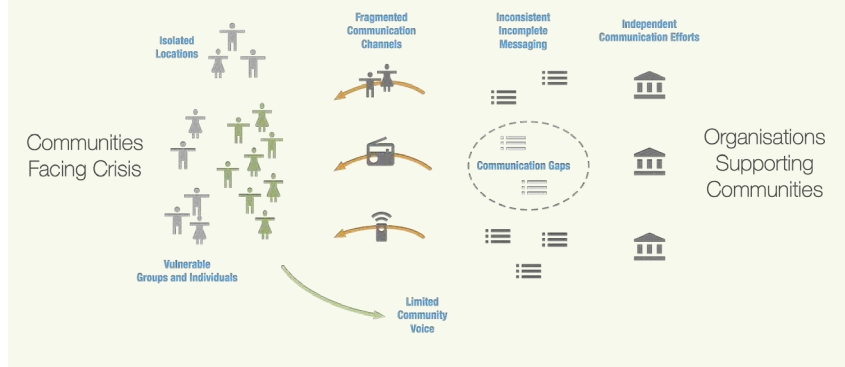 Isolated
Locations
Fragmented
Communication
Channels
Inconsistent
Incomplete
Messaging
Independent
Communication Efforts
Communities
Facing Crisis
Communication Gaps
Organisations
Supporting
Communities
Vulnerable
Groups and Individuals
Limited
Community
Voice